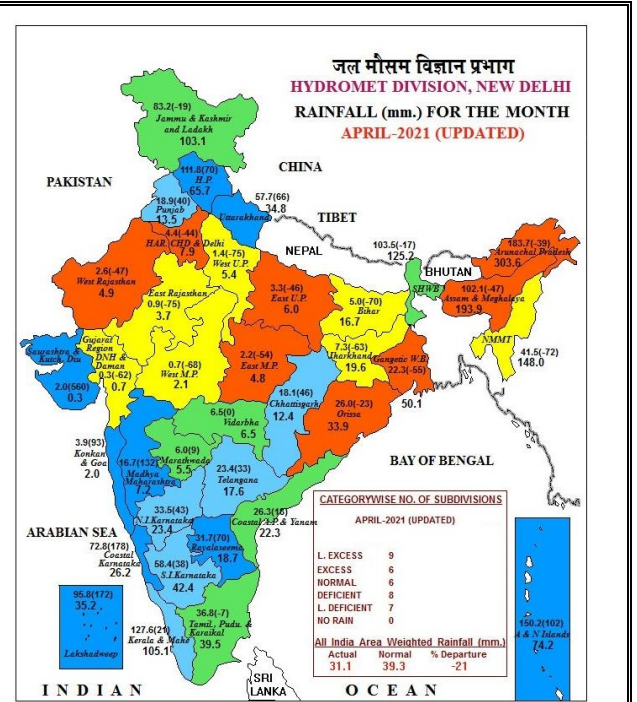 जल मौसम विज्ञान प्रभाग
HYDROMET DIVISION, NEW DELHI
RAINFALL (mm.) FOR THE MONTH
APRIL-2021 (UPDATED)
83.2(-19)
Jammu & Kashmir
and Ladakh
103.1
CHINA
PAKISTAN
111.8(70)
H.P.
65.7
18.9(40)
Punjab
13.5
57.7(66)
34.8
Uttarakhand
TIBET
4.4(-44)
HAR. CHD & Delhi
7.9
1.4(-75)
West U.P.
5.4
NEPAL
103.5(-17)
125.2
SHWB
BHUTAN
183.7(-39)
Arunachal Pradesh
303.6
2.6(-47)
West Rajasthan
4.9
East Rajasthan
0.9(-75)
3.7
3.3(-46)
East U.P.
6.0
5.0(-70)
Bihar
16.7
102.1(-47)
Assam & Meghalaya
193.9
NMMT
41.5(-72)
148.0
Saurashtra &
Kutch, Diu
2.0(560)
0.3
Gujarat
Region
DNH &
Daman
0.3(-62)
0.7
0.7(-68)
West M.P.
2.1
2.2(-54)
East M.P.
4.8
7.3(-63)
Jharkhand
19.6
Gangetic W.B.
22.3(-55)
50.1
18.1(46)
Chhattisgarh
12.4
26.0(-23)
Orissa
33.9
6.5(0)
Vidarbha
6.5
3.9(93)
Konkan
& Goa
2.0
16.7(132)
Madhya
Maharashtra
7.2
6.0(9)
Marathwada
5.5
23.4(33)
Telangana
17.6
BAY OF BENGAL
ARABIAN SEA
33.5(43)
N.I.Karnataka
23.4
26.3(18)
Coastal A.P.& Yanam
22.3
72.8(178)
Coastal
Karnataka
26.2
31.7(70)
Rayalaseema
18.7
58.4(38)
S.I.Karnataka
42.4
95.8(172)
35.2
Lakshadweep
127.6(21)
Kerala & Mahe
105.1
36.8(-7)
Tamil, Pudu. &
Karaikal
39.5
150.2(102)
A & N Islands
74.2
CATEGORYWISE NO. OF SUBDIVISIONS
APRIL-2021 (UPDATED)
L. EXCESS 9
EXCESS 6
NORMAL 6
DEFICIENT 8
L. DEFICIENT 7
NO RAIN 0
All India Area Weighted Rainfall (mm.)
Actual Normal % Departure
31.1 39.3 -21
SRI
LANKA
INDIAN OCEAN